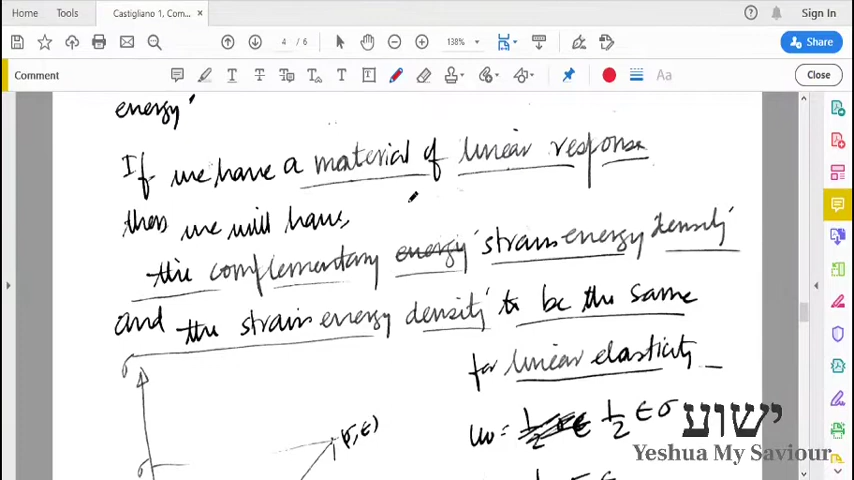 Home Tools Castigliano 1, Com... × Sign In
4 / 6 138% Share
Comment Aa Close
energy'
If we have a material of linear response
then we will have,
the complementary energy 'strain energy density'
and the strain energy density' to be the same
for linear elasticity
σ
(σ, ε)
½ ∈ σ
σ
ישוע
Yeshua My Saviour